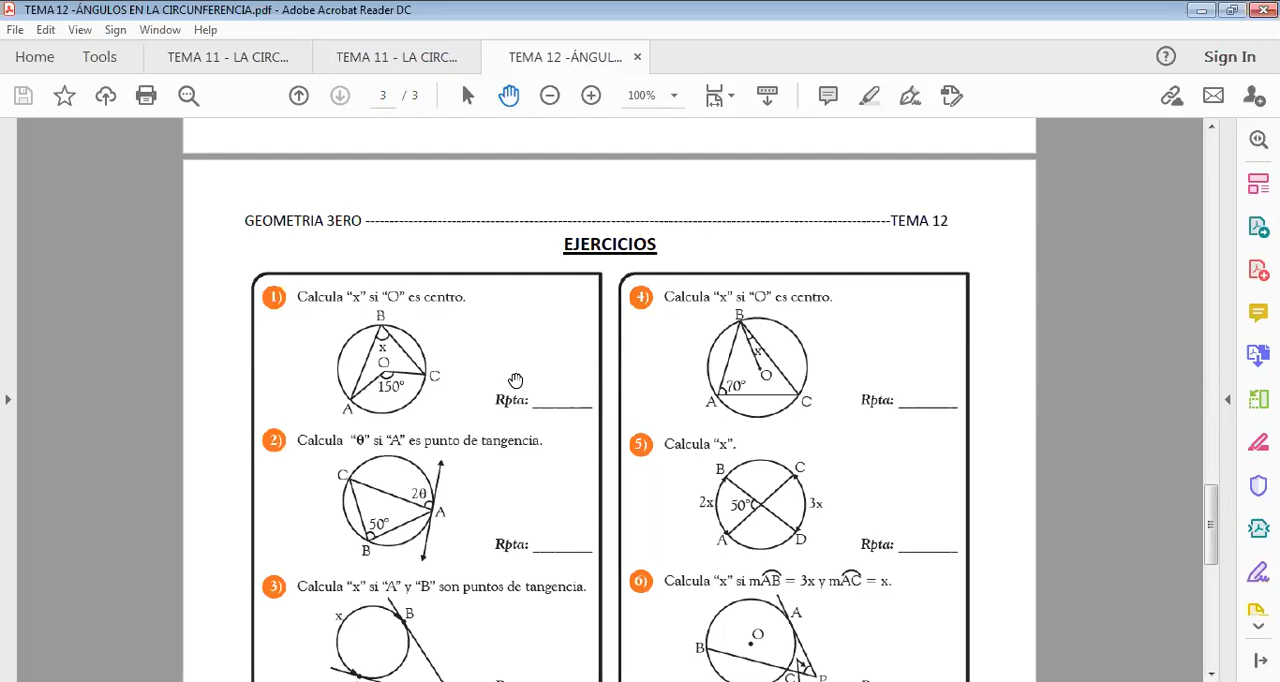 TEMA 12 -ÁNGULOS EN LA CIRCUNFERENCIA.pdf - Adobe Acrobat Reader DC
File Edit View Sign Window Help
Home Tools TEMA 11 - LA CIRC... TEMA 11 - LA CIRC... TEMA 12 -ÁNGUL... × Sign In
3 / 3 100%
GEOMETRIA 3ERO ---------------------------------------------------------------------------------------------------------TEMA 12
EJERCICIOS
1) Calcula "x" si "O" es centro.
B
x
O
C
150°
A
Rpta: ________
2) Calcula "θ" si "A" es punto de tangencia.
C
2θ
A
50°
B
Rpta: ________
3) Calcula "x" si "A" y "B" son puntos de tangencia.
x
B
4) Calcula "x" si "O" es centro.
B
x
O
70°
A
C
Rpta: ________
5) Calcula "x".
B
C
2x
50°
3x
A
D
Rpta: ________
6) Calcula "x" si mAB = 3x y mAC = x.
A
O
B
C
P